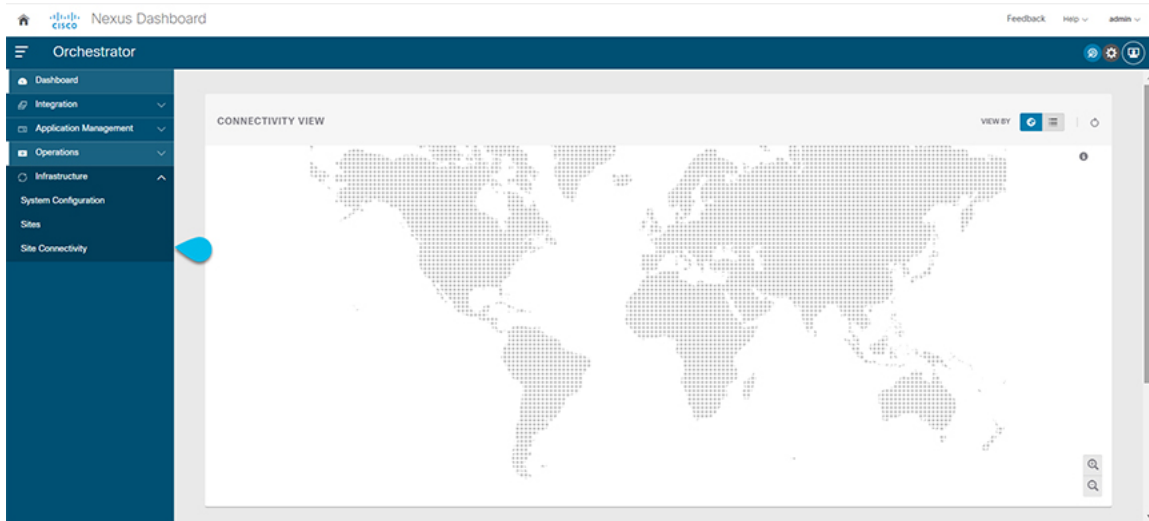 CISCO Nexus Dashboard
Feedback Help admin
Orchestrator
Dashboard
Integration
Application Management
Operations
Infrastructure
System Configuration
Sites
Site Connectivity
CONNECTIVITY VIEW
VIEW BY